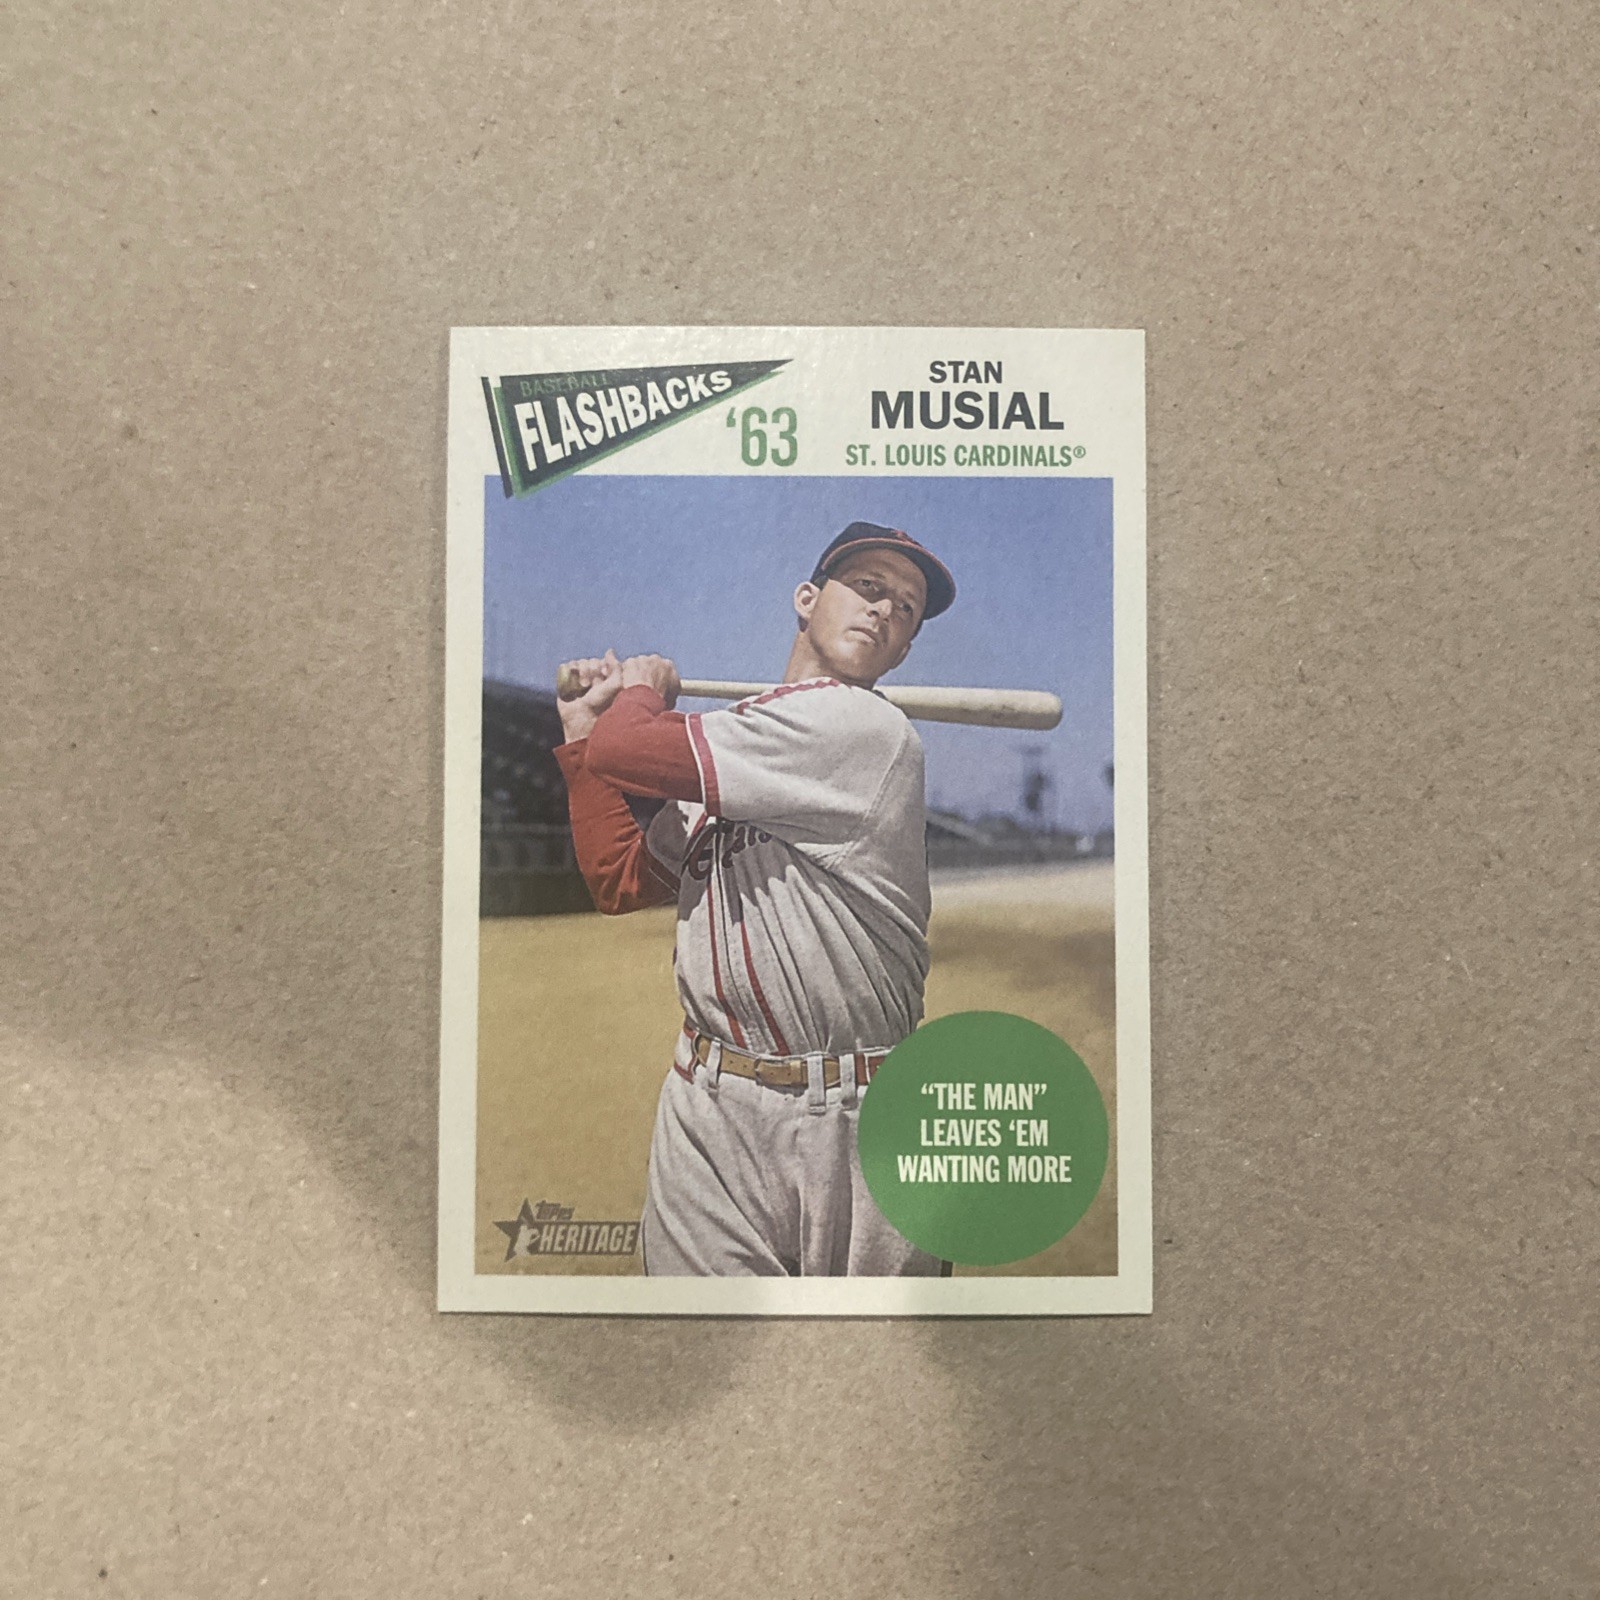 BASEBALL
FLASHBACKS
‘63
STAN
MUSIAL
ST. LOUIS CARDINALS®
“THE MAN”
LEAVES ‘EM
WANTING MORE
Topps
HERITAGE